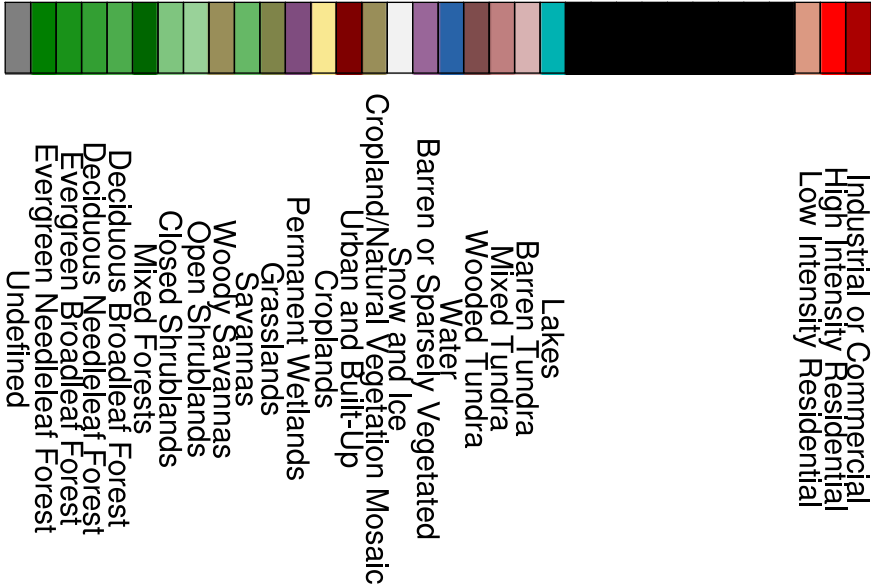 Undefined
Evergreen Needleleaf Forest
Evergreen Broadleaf Forest
Deciduous Needleleaf Forest
Deciduous Broadleaf Forest
Mixed Forests
Closed Shrublands
Open Shrublands
Woody Savannas
Savannas
Grasslands
Permanent Wetlands
Croplands
Urban and Built-Up
Cropland/Natural Vegetation Mosaic
Snow and Ice
Barren or Sparsely Vegetated
Water
Wooded Tundra
Mixed Tundra
Barren Tundra
Lakes
Low Intensity Residential
High Intensity Residential
Industrial or Commercial